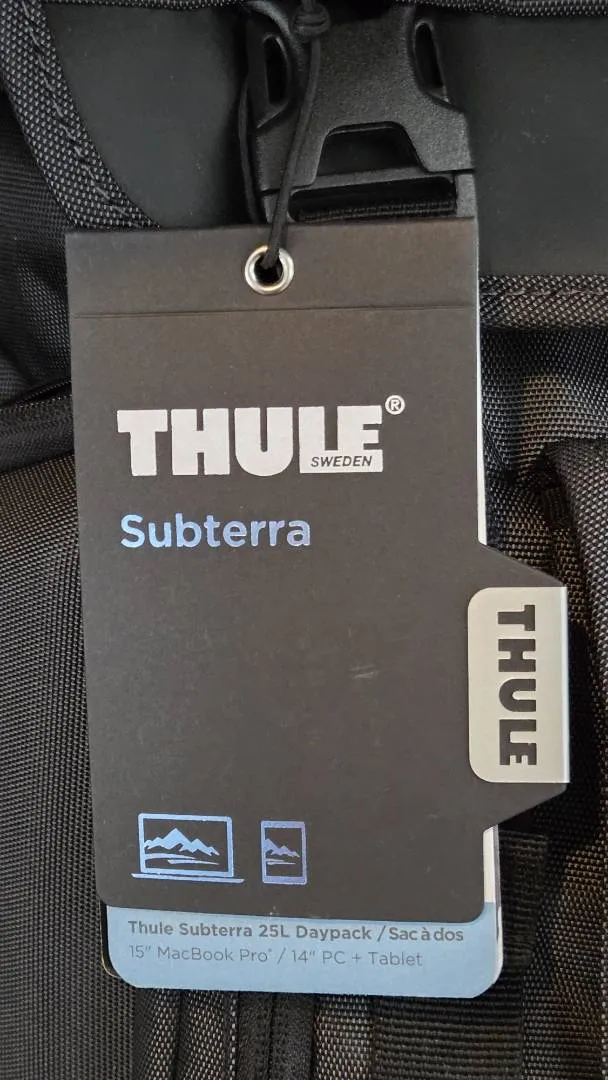 THULE®
SWEDEN
Subterra
THULE
Thule Subterra 25L Daypack / Sac à dos
15" MacBook Pro* / 14" PC + Tablet